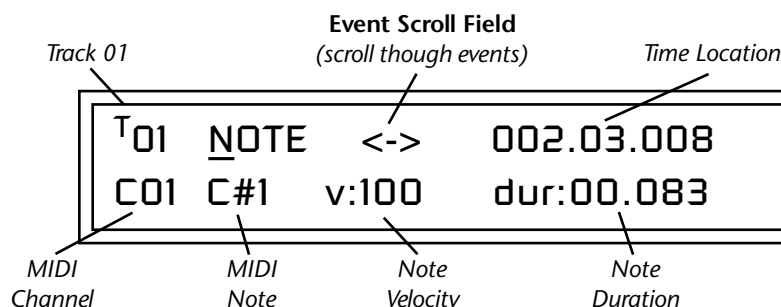 Event Scroll Field
Track 01 (scroll though events) Time Location
T01 NOTE <-> 002.03.008
C01 C#1 v:100 dur:00.083
MIDI MIDI Note Note
Channel Note Velocity Duration